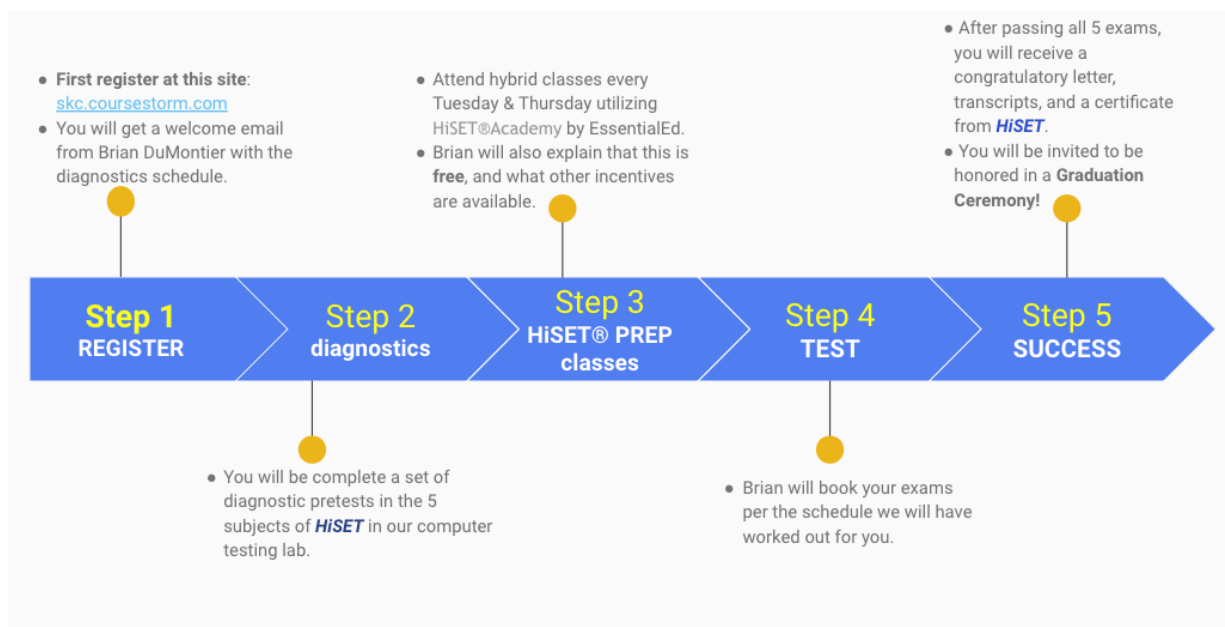 ● First register at this site:
skc.coursestorm.com
● You will get a welcome email
from Brian DuMontier with the
diagnostics schedule.
● Attend hybrid classes every
Tuesday & Thursday utilizing
HiSET®Academy by EssentialEd.
● Brian will also explain that this is
free, and what other incentives
are available.
● After passing all 5 exams,
you will receive a
congratulatory letter,
transcripts, and a certificate
from HiSET.
● You will be invited to be
honored in a Graduation
Ceremony!
Step 1
REGISTER
Step 2
diagnostics
Step 3
HiSET® PREP
classes
Step 4
TEST
Step 5
SUCCESS
● You will be complete a set of
diagnostic pretests in the 5
subjects of HiSET in our computer
testing lab.
● Brian will book your exams
per the schedule we will have
worked out for you.